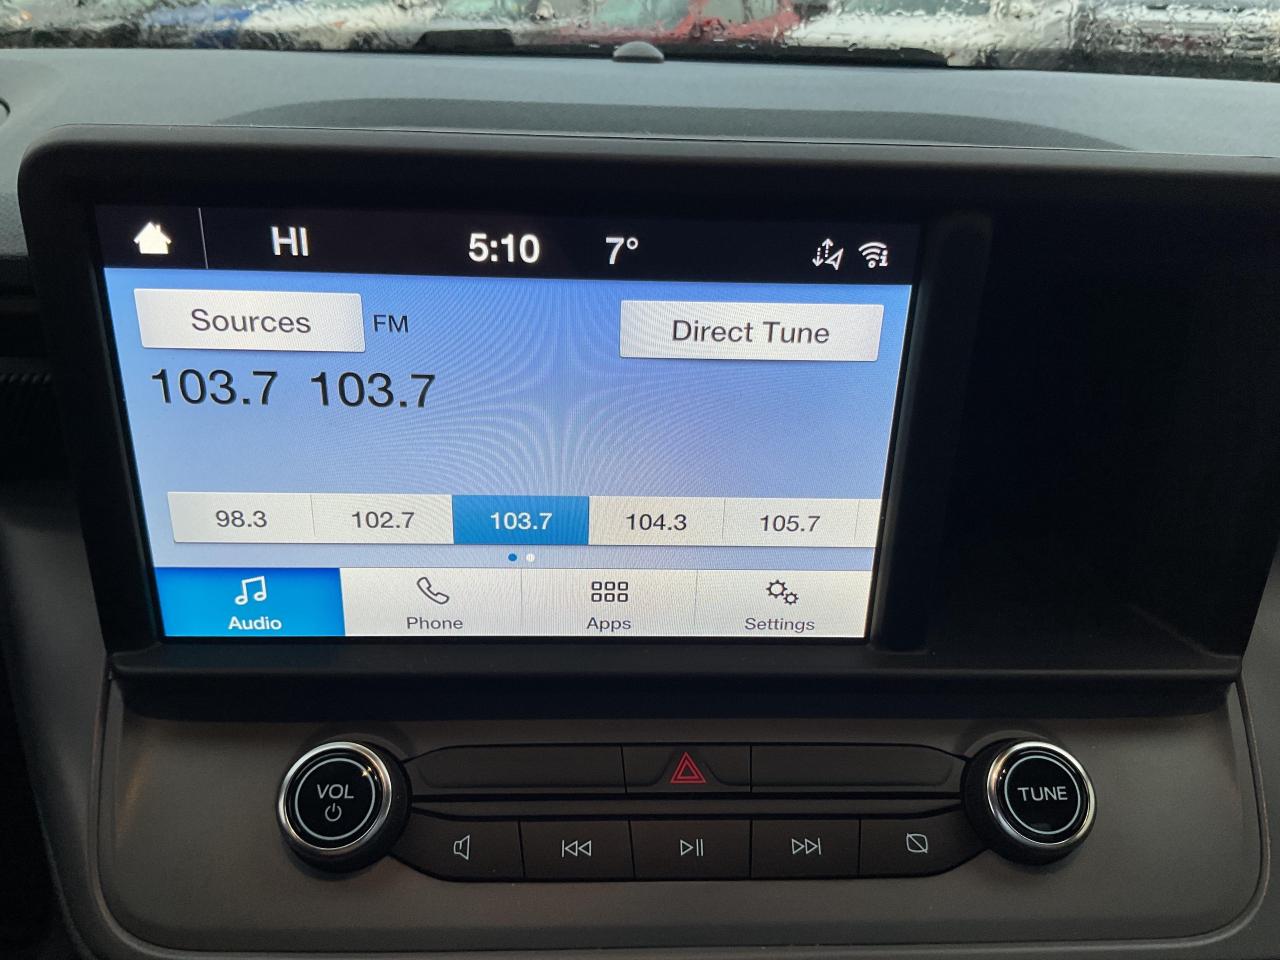 HI 5:10 7°
Sources FM Direct Tune
103.7 103.7
98.3 102.7 103.7 104.3 105.7
Audio Phone Apps Settings
VOL
TUNE